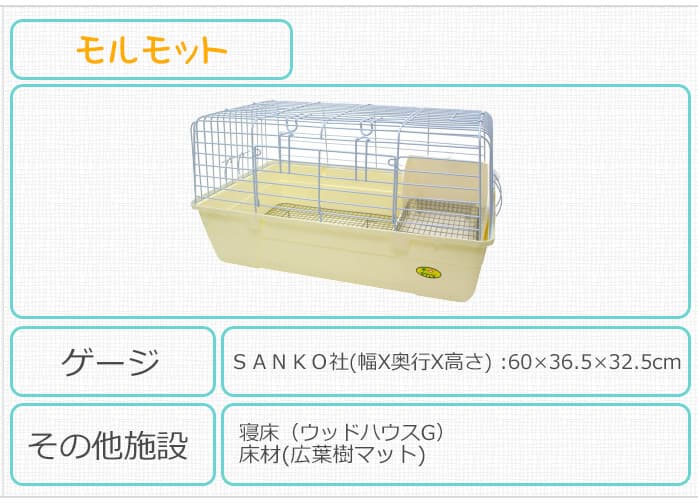 モルモット
ゲージ
ＳＡＮＫＯ社(幅X奥行X高さ) :60×36.5×32.5cm
その他施設
寝床（ウッドハウスG）
床材(広葉樹マット)